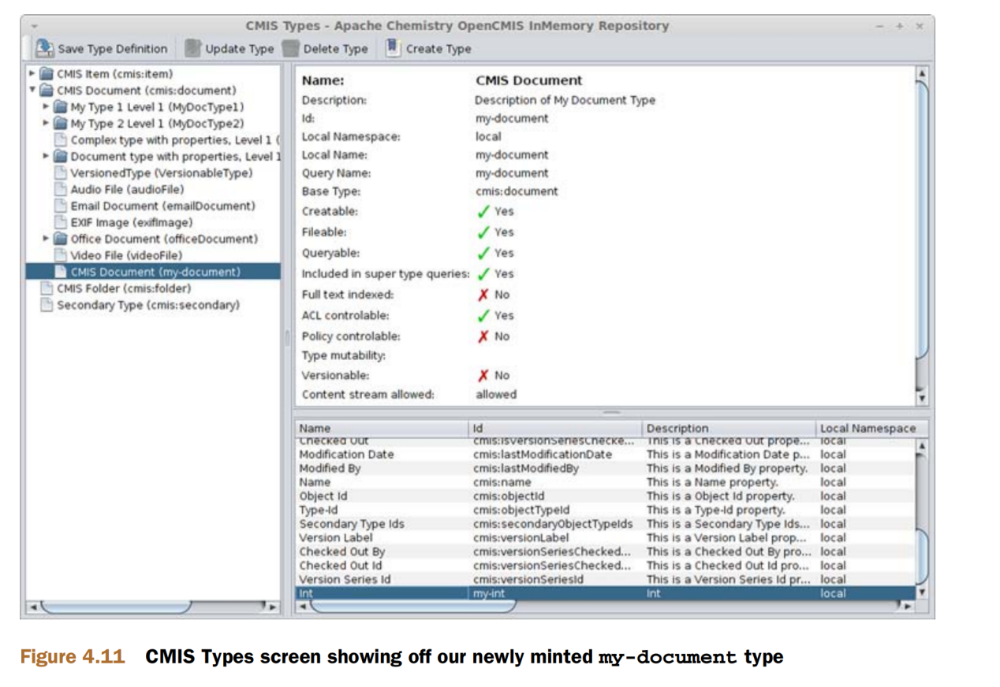 CMIS Types - Apache Chemistry OpenCMIS InMemory Repository
Save Type Definition Update Type Delete Type Create Type
CMIS Item (cmis:item)
CMIS Document (cmis:document)
My Type 1 Level 1 (MyDocType1)
My Type 2 Level 1 (MyDocType2)
Complex type with properties, Level 1 (
Document type with properties, Level 1
VersionedType (VersionableType)
Audio File (audioFile)
Email Document (emailDocument)
EXIF Image (exifImage)
Office Document (officeDocument)
Video File (videoFile)
CMIS Document (my-document)
CMIS Folder (cmis:folder)
Secondary Type (cmis:secondary)
Name: CMIS Document
Description: Description of My Document Type
Id: my-document
Local Namespace: local
Local Name: my-document
Query Name: my-document
Base Type: cmis:document
Creatable: Yes
Fileable: Yes
Queryable: Yes
Included in super type queries: Yes
Full text indexed: No
ACL controlable: Yes
Policy controlable: No
Type mutability:
Versionable: No
Content stream allowed: allowed
Name Id Description Local Namespace
Checked Out cmis:isVersionSeriesChecke... This is a Checked Out prope... local
Modification Date cmis:lastModificationDate This is a Modification Date p... local
Modified By cmis:lastModifiedBy This is a Modified By property. local
Name cmis:name This is a Name property. local
Object Id cmis:objectId This is a Object Id property. local
Type-Id cmis:objectTypeId This is a Type-Id property. local
Secondary Type Ids cmis:secondaryObjectTypeIds This is a Secondary Type Ids... local
Version Label cmis:versionLabel This is a Version Label prop... local
Checked Out By cmis:versionSeriesChecked... This is a Checked Out By pro... local
Checked Out Id cmis:versionSeriesChecked... This is a Checked Out Id pro... local
Version Series Id cmis:versionSeriesId This is a Version Series Id pr... local
Int my-int Int local
Figure 4.11 CMIS Types screen showing off our newly minted my-document type